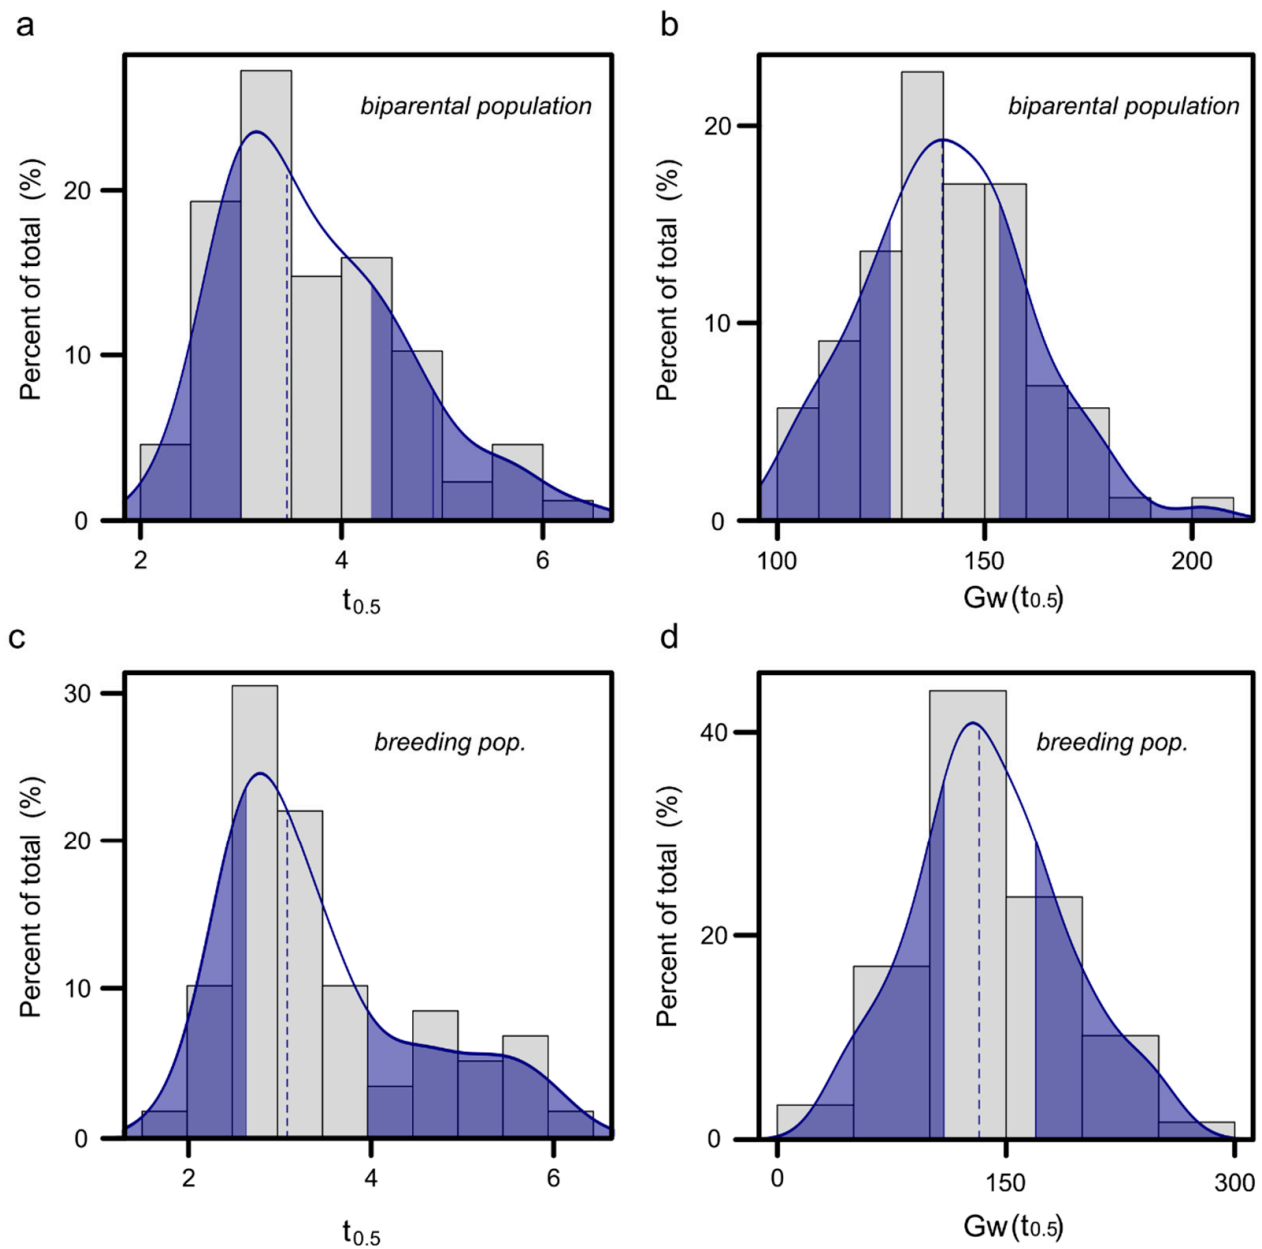 a
biparental population
Percent of total (%)
20
10
0
2 4 6
t0.5
b
biparental population
Percent of total (%)
20
10
0
100 150 200
Gw(t0.5)
c
breeding pop.
Percent of total (%)
30
20
10
0
2 4 6
t0.5
d
breeding pop.
Percent of total (%)
40
20
0
0 150 300
Gw(t0.5)